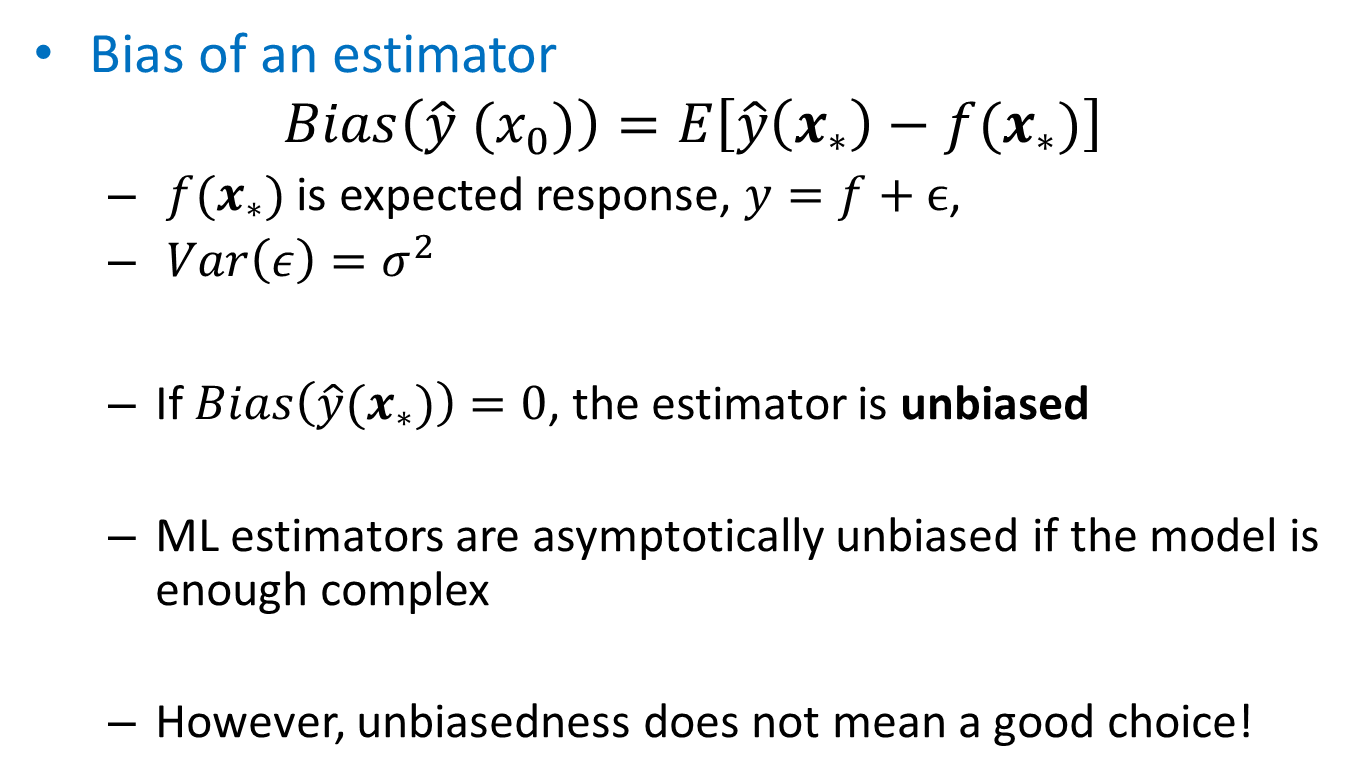 • Bias of an estimator
𝐵𝑖𝑎𝑠(ŷ (𝑥₀)) = 𝐸[ŷ(𝒙∗) − 𝑓(𝒙∗)]
– 𝑓(𝒙∗) is expected response, 𝑦 = 𝑓 + ϵ,
– 𝑉𝑎𝑟(𝜖) = 𝜎²
– If 𝐵𝑖𝑎𝑠(ŷ(𝒙∗)) = 0, the estimator is unbiased
– ML estimators are asymptotically unbiased if the model is
enough complex
– However, unbiasedness does not mean a good choice!